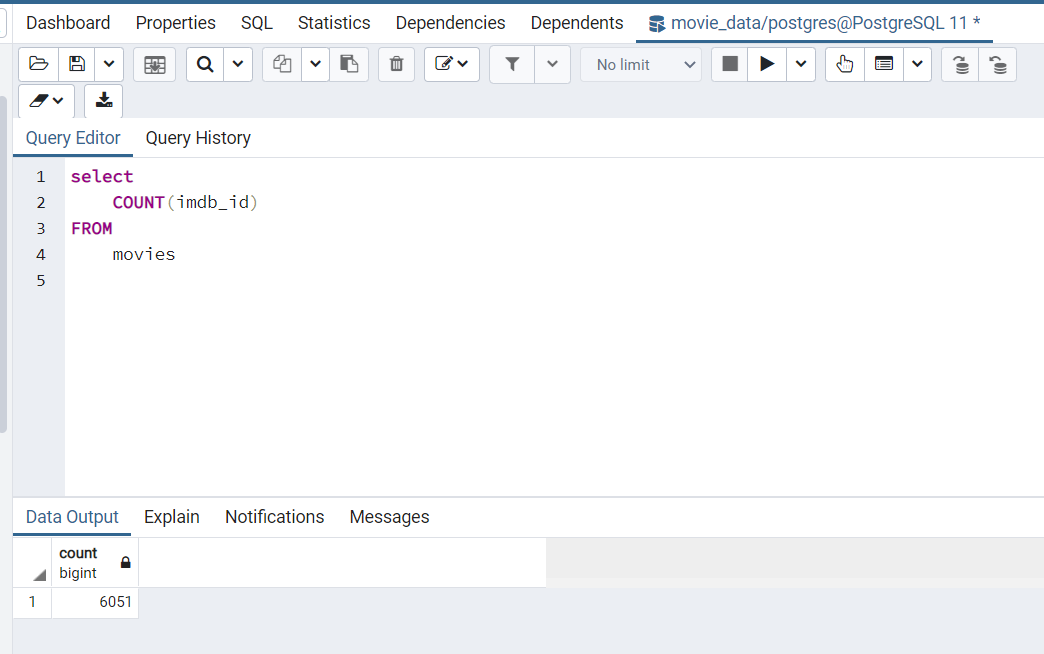 Dashboard Properties SQL Statistics Dependencies Dependents movie_data/postgres@PostgreSQL 11 *
No limit
Query Editor Query History
1 select
2 COUNT(imdb_id)
3 FROM
4 movies
5
Data Output Explain Notifications Messages
count
bigint
1 6051